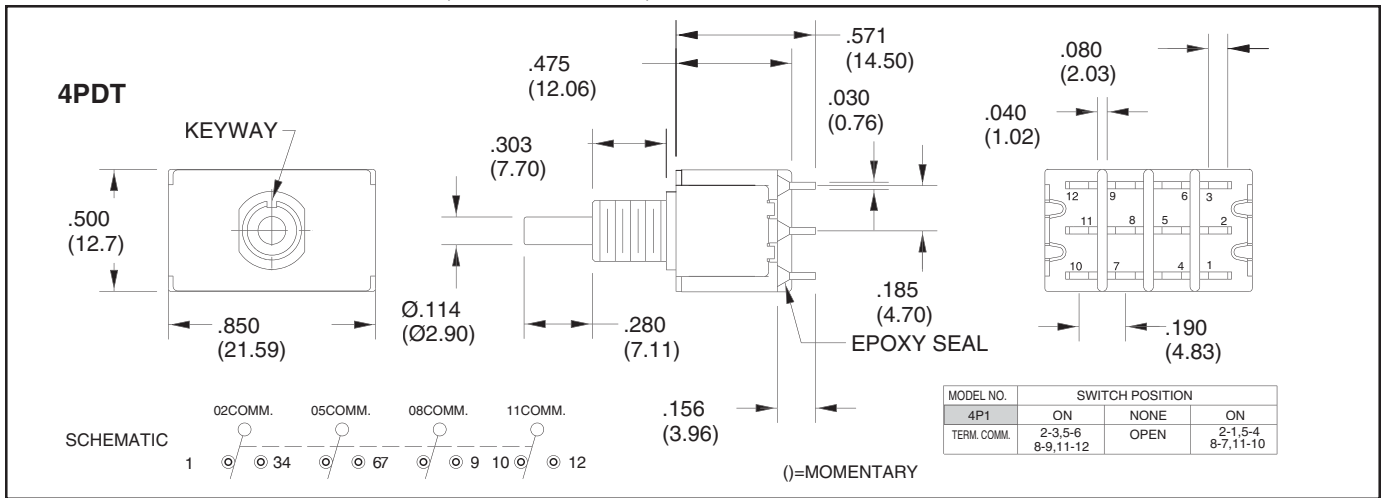 4PDT
KEYWAY
.500
(12.7)
.850
(21.59)
.475
(12.06)
.571
(14.50)
.303
(7.70)
.030
(0.76)
Ø.114
(Ø2.90)
.280
(7.11)
.185
(4.70)
EPOXY SEAL
.156
(3.96)
.080
(2.03)
.040
(1.02)
12 9 6 3
11 8 5 2
10 7 4 1
.190
(4.83)
SCHEMATIC
02COMM. 05COMM. 08COMM. 11COMM.
1 34 67 9 10 12
()=MOMENTARY
MODEL NO. SWITCH POSITION
4P1 ON NONE ON
TERM. COMM. 2-3,5-6 OPEN 2-1,5-4
8-9,11-12 8-7,11-10